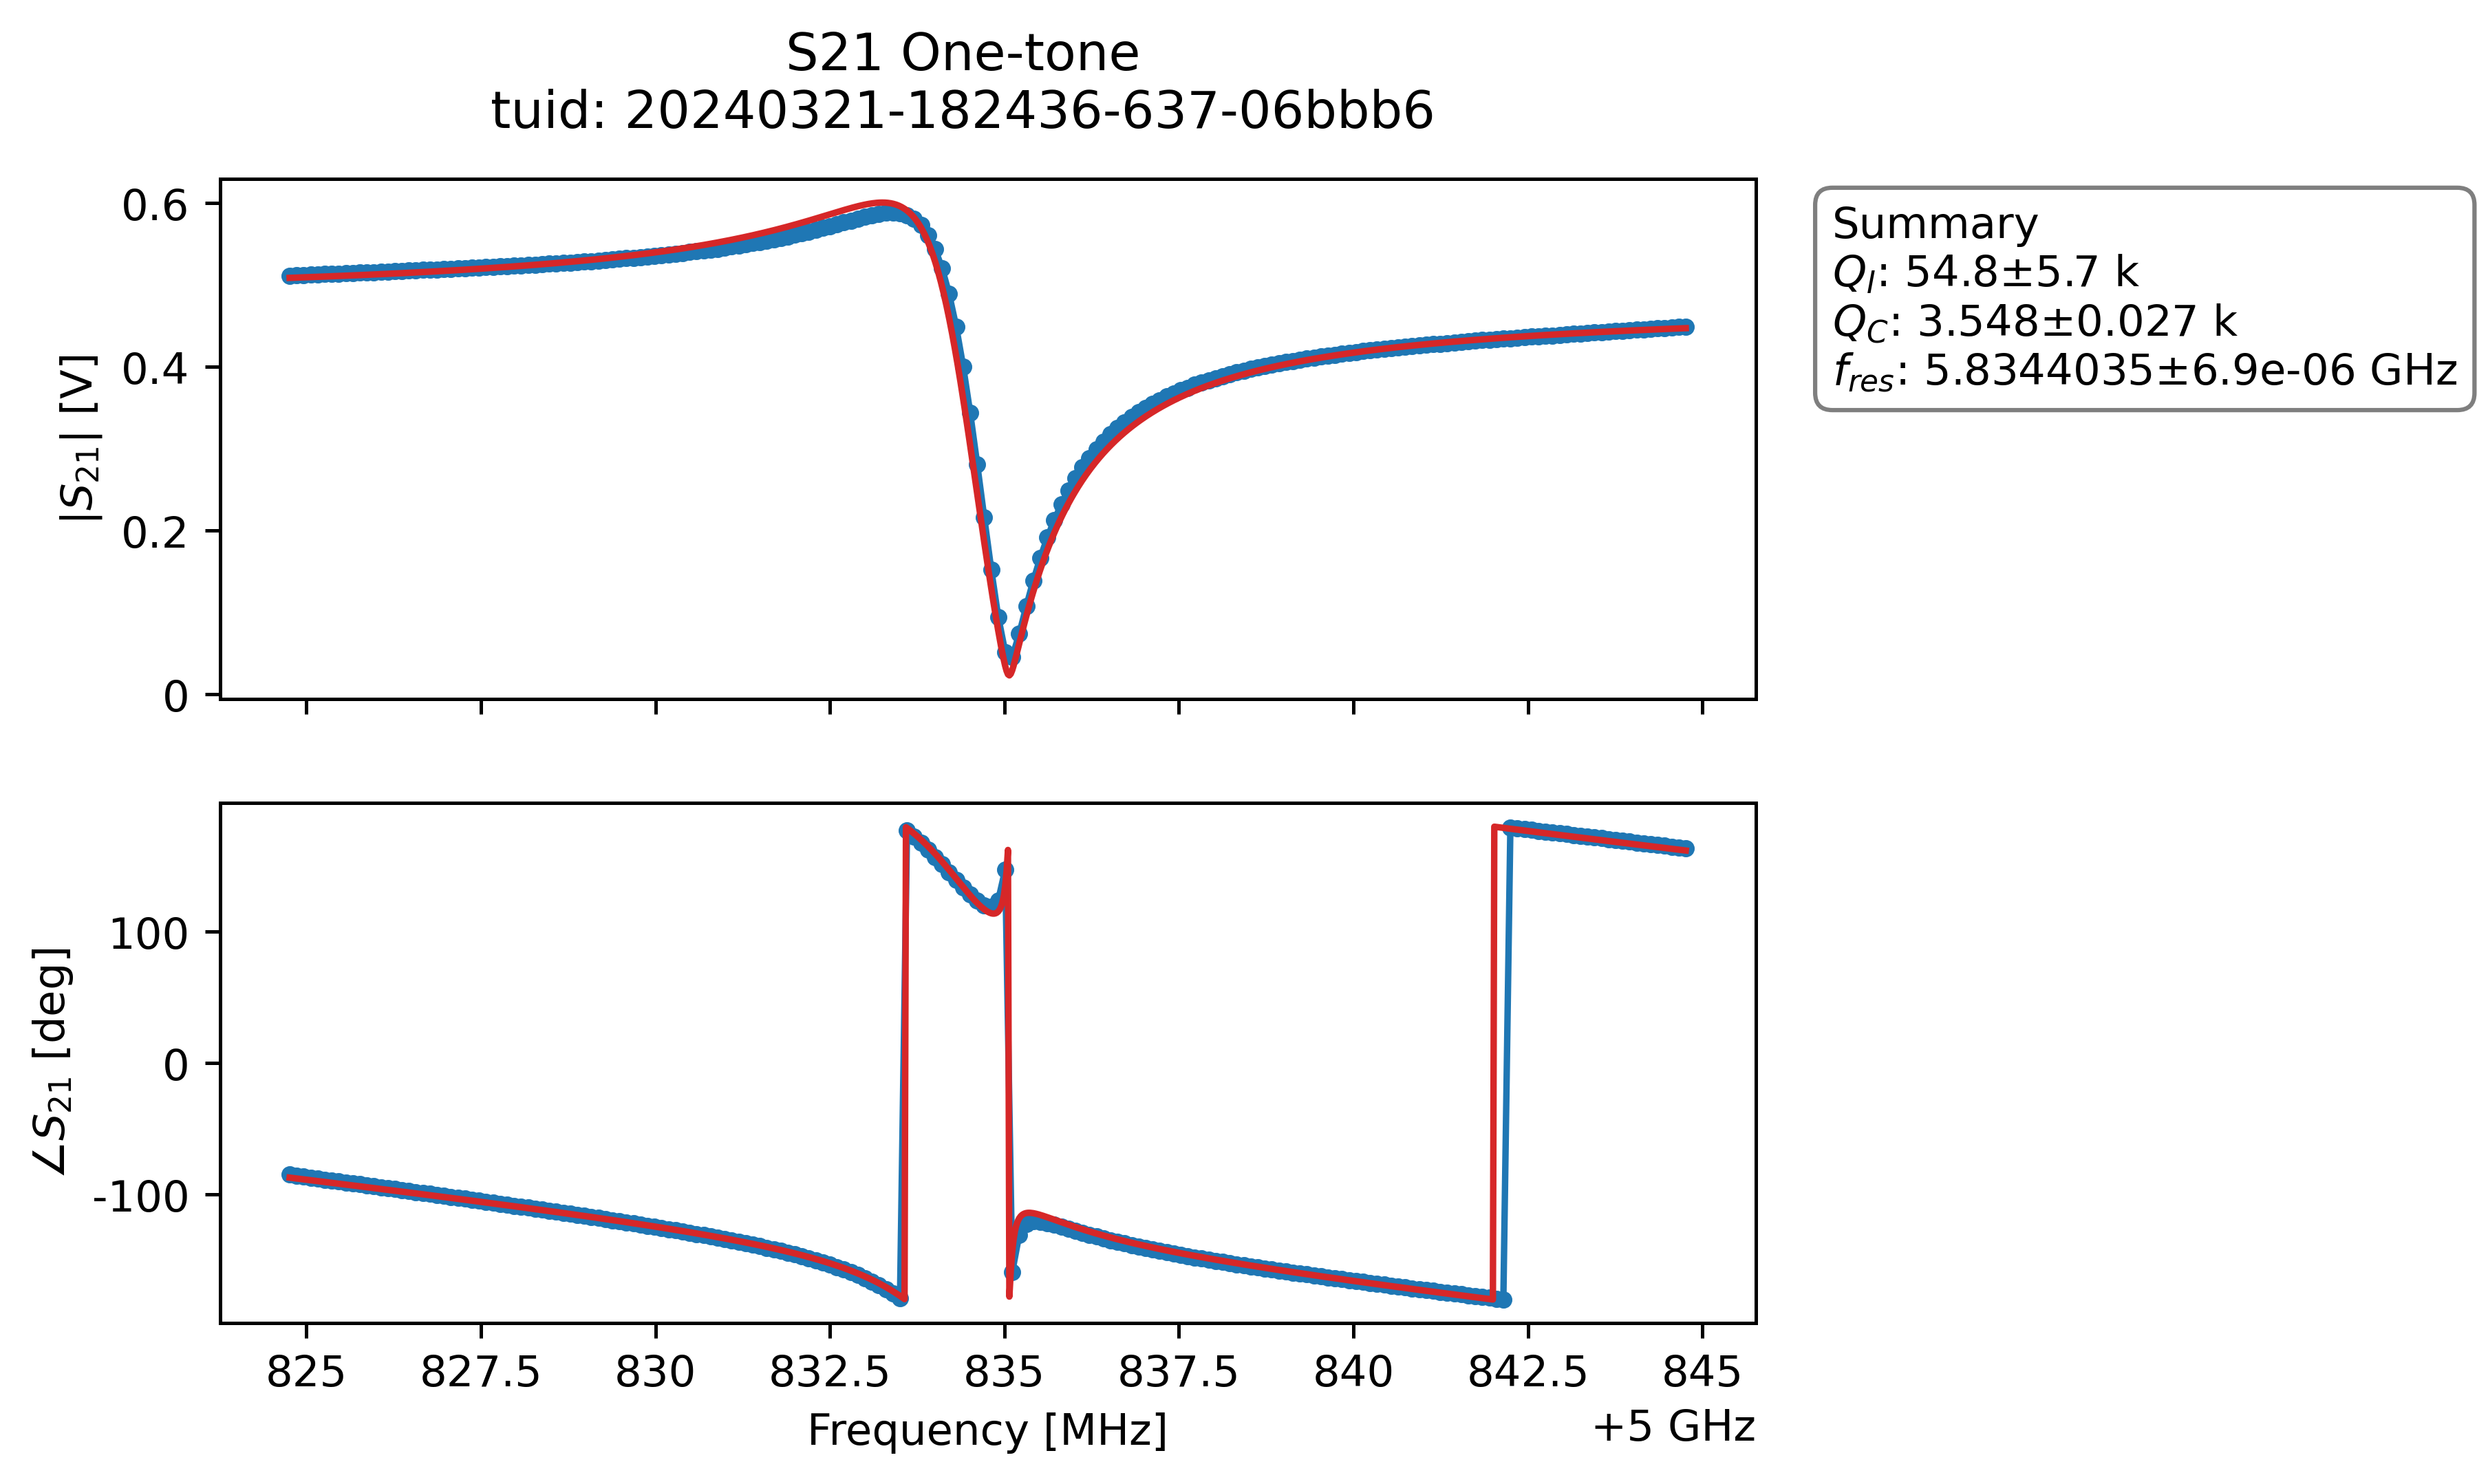 S21 One-tone
tuid: 20240321-182436-637-06bbb6
|S21| [V]
0.6
0.4
0.2
0
Summary
QI: 54.8±5.7 k
QC: 3.548±0.027 k
fres: 5.8344035±6.9e-06 GHz
∠S21 [deg]
100
0
-100
825 827.5 830 832.5 835 837.5 840 842.5 845
Frequency [MHz]
+5 GHz